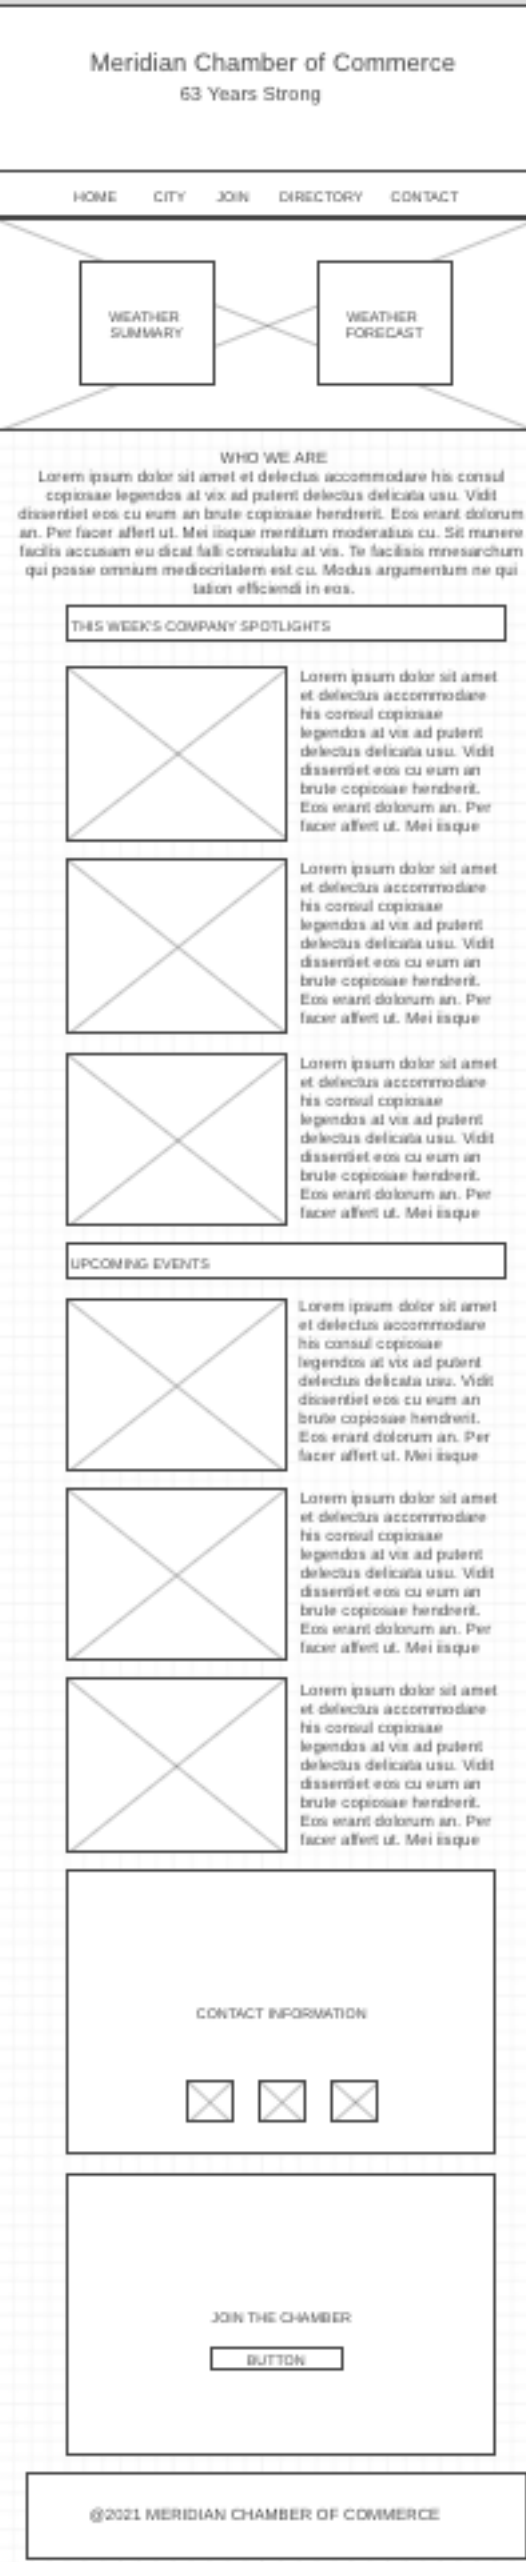 Meridian Chamber of Commerce
63 Years Strong
HOME CITY JOIN DIRECTORY CONTACT
WEATHER
SUMMARY
WEATHER
FORECAST
WHO WE ARE
Lorem ipsum dolor sit amet et delectus accommodare his consul
copiosae legendos at vix ad putent delectus delicata usu. Vidit
dissentiet eos cu eum an brute copiosae hendrerit. Eos erant dolorum
an. Per facer affert ut. Mei iisque mentitum moderatius cu. Sit munere
facilis accusam eu dicat falli consulatu at vis. Te facilisis mnesarchum
qui posse omnium mediocritatem est cu. Modus argumentum ne qui
tation efficiendi in eos.
THIS WEEK'S COMPANY SPOTLIGHTS
Lorem ipsum dolor sit amet
et delectus accommodare
his consul copiosae
legendos at vix ad putent
delectus delicata usu. Vidit
dissentiet eos cu eum an
brute copiosae hendrerit.
Eos erant dolorum an. Per
facer affert ut. Mei iisque
Lorem ipsum dolor sit amet
et delectus accommodare
his consul copiosae
legendos at vix ad putent
delectus delicata usu. Vidit
dissentiet eos cu eum an
brute copiosae hendrerit.
Eos erant dolorum an. Per
facer affert ut. Mei iisque
Lorem ipsum dolor sit amet
et delectus accommodare
his consul copiosae
legendos at vix ad putent
delectus delicata usu. Vidit
dissentiet eos cu eum an
brute copiosae hendrerit.
Eos erant dolorum an. Per
facer affert ut. Mei iisque
UPCOMING EVENTS
Lorem ipsum dolor sit amet
et delectus accommodare
his consul copiosae
legendos at vix ad putent
delectus delicata usu. Vidit
dissentiet eos cu eum an
brute copiosae hendrerit.
Eos erant dolorum an. Per
facer affert ut. Mei iisque
Lorem ipsum dolor sit amet
et delectus accommodare
his consul copiosae
legendos at vix ad putent
delectus delicata usu. Vidit
dissentiet eos cu eum an
brute copiosae hendrerit.
Eos erant dolorum an. Per
facer affert ut. Mei iisque
Lorem ipsum dolor sit amet
et delectus accommodare
his consul copiosae
legendos at vix ad putent
delectus delicata usu. Vidit
dissentiet eos cu eum an
brute copiosae hendrerit.
Eos erant dolorum an. Per
facer affert ut. Mei iisque
CONTACT INFORMATION
JOIN THE CHAMBER
BUTTON
@2021 MERIDIAN CHAMBER OF COMMERCE